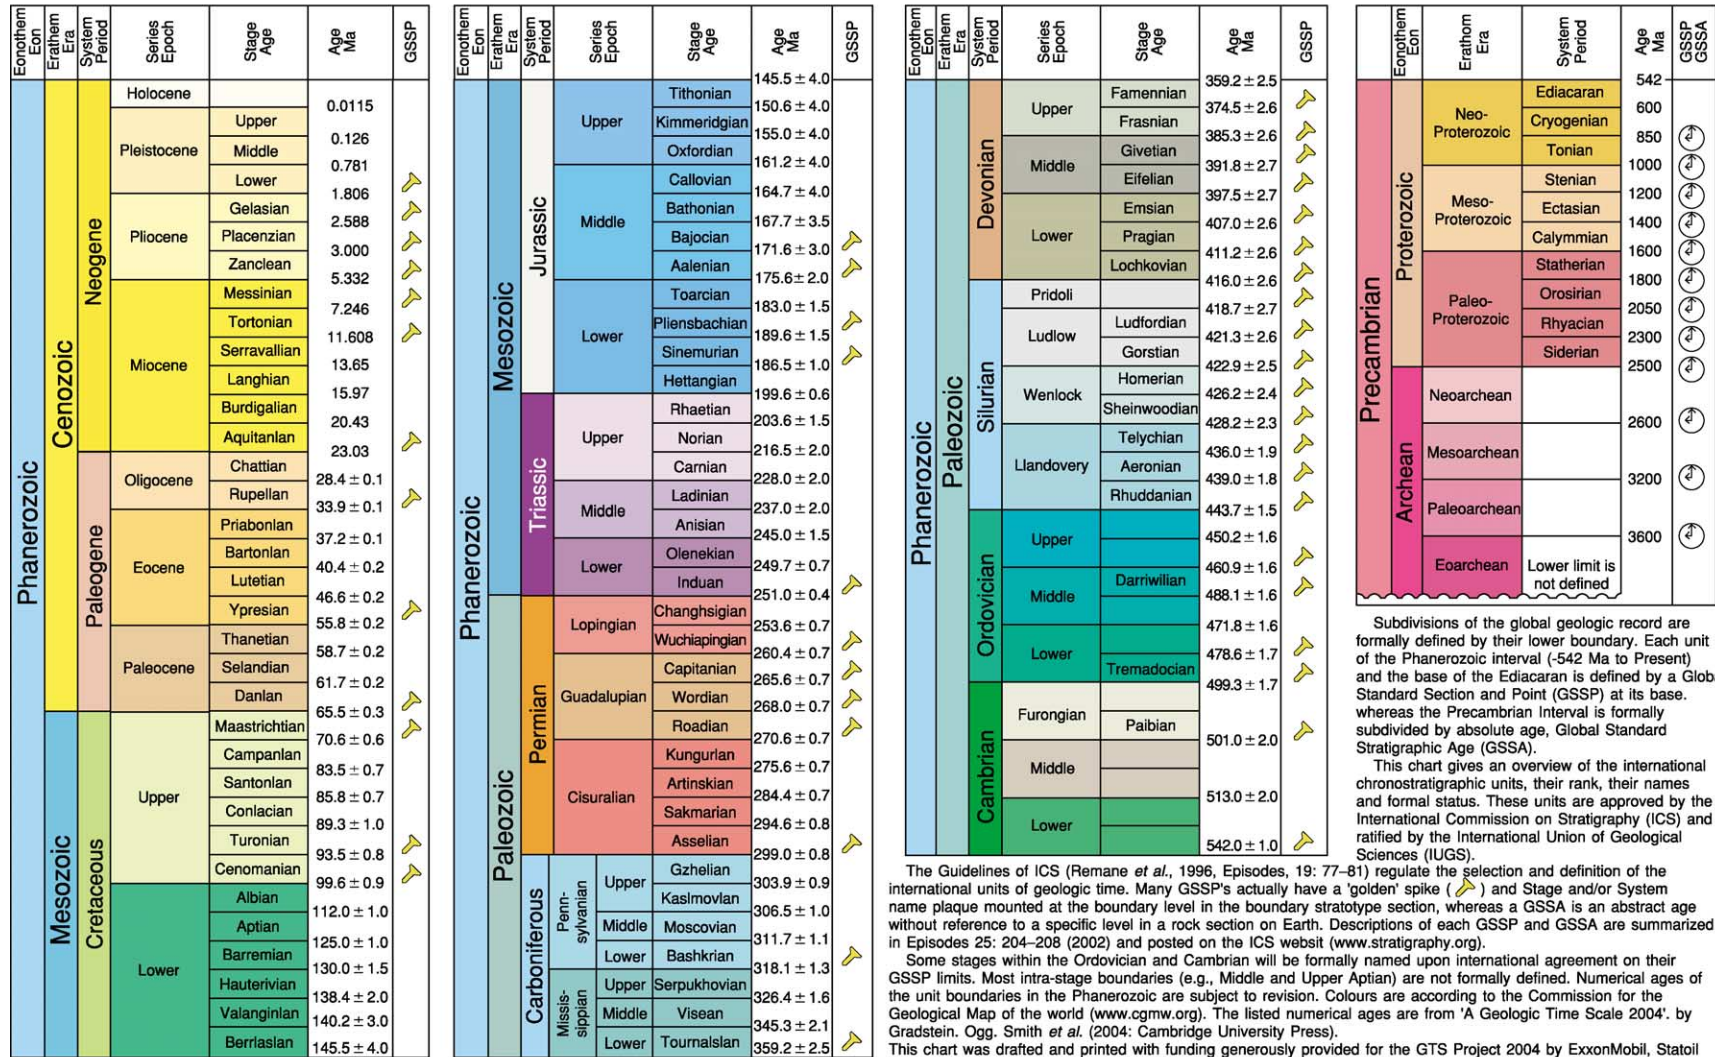 Eonothem Eon
Erathem Era
System Period
Series Epoch
Stage Age
Age Ma
GSSP
Phanerozoic
Cenozoic
Neogene
Holocene
0.0115
Pleistocene
Upper
0.126
Middle
0.781
Lower
1.806
Pliocene
Gelasian
2.588
Placenzian
3.000
Zanclean
5.332
Miocene
Messinian
7.246
Tortonian
11.608
Serravallian
13.65
Langhian
15.97
Burdigalian
20.43
Aquitanlan
23.03
Paleogene
Oligocene
Chattian
28.4 ± 0.1
Rupellan
33.9 ± 0.1
Eocene
Priabonlan
37.2 ± 0.1
Bartonlan
40.4 ± 0.2
Lutetian
46.6 ± 0.2
Ypresian
55.8 ± 0.2
Paleocene
Thanetian
58.7 ± 0.2
Selandian
61.7 ± 0.2
Danlan
65.5 ± 0.3
Mesozoic
Cretaceous
Upper
Maastrichtian
70.6 ± 0.6
Campanlan
83.5 ± 0.7
Santonlan
85.8 ± 0.7
Conlacian
89.3 ± 1.0
Turonian
93.5 ± 0.8
Cenomanian
99.6 ± 0.9
Lower
Albian
112.0 ± 1.0
Aptian
125.0 ± 1.0
Barremian
130.0 ± 1.5
Hauterivian
138.4 ± 2.0
Valanginlan
140.2 ± 3.0
Berrlaslan
145.5 ± 4.0
Eonothem Eon
Erathem Era
System Period
Series Epoch
Stage Age
Age Ma
GSSP
145.5 ± 4.0
Phanerozoic
Mesozoic
Jurassic
Upper
Tithonian
150.6 ± 4.0
Kimmeridgian
155.0 ± 4.0
Oxfordian
161.2 ± 4.0
Middle
Callovian
164.7 ± 4.0
Bathonian
167.7 ± 3.5
Bajocian
171.6 ± 3.0
Aalenian
175.6 ± 2.0
Lower
Toarcian
183.0 ± 1.5
Pliensbachian
189.6 ± 1.5
Sinemurian
186.5 ± 1.0
Hettangian
199.6 ± 0.6
Triassic
Upper
Rhaetian
203.6 ± 1.5
Norian
216.5 ± 2.0
Carnian
228.0 ± 2.0
Middle
Ladinian
237.0 ± 2.0
Anisian
245.0 ± 1.5
Lower
Olenekian
249.7 ± 0.7
Induan
251.0 ± 0.4
Paleozoic
Permian
Lopingian
Changhsigian
253.6 ± 0.7
Wuchiapingian
260.4 ± 0.7
Guadalupian
Capitanian
265.6 ± 0.7
Wordian
268.0 ± 0.7
Roadian
270.6 ± 0.7
Cisuralian
Kungurlan
275.6 ± 0.7
Artinskian
284.4 ± 0.7
Sakmarian
294.6 ± 0.8
Asselian
299.0 ± 0.8
Carboniferous
Penn-
sylvanian
Upper
Gzhelian
303.9 ± 0.9
Kaslmovlan
306.5 ± 1.0
Middle
Moscovian
311.7 ± 1.1
Lower
Bashkrian
318.1 ± 1.3
Missis-
sippian
Upper
Serpukhovian
326.4 ± 1.6
Middle
Visean
345.3 ± 2.1
Lower
Tournalslan
359.2 ± 2.5
Eonothem Eon
Erathem Era
System Period
Series Epoch
Stage Age
Age Ma
GSSP
359.2 ± 2.5
Phanerozoic
Paleozoic
Devonian
Upper
Famennian
374.5 ± 2.6
Frasnian
385.3 ± 2.6
Middle
Givetian
391.8 ± 2.7
Eifelian
397.5 ± 2.7
Lower
Emsian
407.0 ± 2.6
Pragian
411.2 ± 2.6
Lochkovian
416.0 ± 2.6
Silurian
Pridoli
418.7 ± 2.7
Ludlow
Ludfordian
421.3 ± 2.6
Gorstian
422.9 ± 2.5
Wenlock
Homerian
426.2 ± 2.4
Sheinwoodian
428.2 ± 2.3
Llandovery
Telychian
436.0 ± 1.9
Aeronian
439.0 ± 1.8
Rhuddanian
443.7 ± 1.5
Ordovician
Upper
450.2 ± 1.6
460.9 ± 1.6
Middle
Darriwilian
488.1 ± 1.6
471.8 ± 1.6
Lower
478.6 ± 1.7
Tremadocian
499.3 ± 1.7
Cambrian
Furongian
Paibian
501.0 ± 2.0
Middle
513.0 ± 2.0
Lower
542.0 ± 1.0
Eonothem Eon
Erathom Era
System Period
Age Ma
GSSP GSSA
542
Precambrian
Proterozoic
Neo-
Proterozoic
Ediacaran
600
Cryogenian
850
Tonian
1000
Meso-
Proterozoic
Stenian
1200
Ectasian
1400
Calymmian
1600
Paleo-
Proterozoic
Statherian
1800
Orosirian
2050
Rhyacian
2300
Siderian
2500
Archean
Neoarchean
2600
Mesoarchean
3200
Paleoarchean
3600
Eoarchean
Lower limit is
not defined
Subdivisions of the global geologic record are
formally defined by their lower boundary. Each unit
of the Phanerozoic interval (-542 Ma to Present)
and the base of the Ediacaran is defined by a Globa
Standard Section and Point (GSSP) at its base.
whereas the Precambrian Interval is formally
subdivided by absolute age, Global Standard
Stratigraphic Age (GSSA).
This chart gives an overview of the international
chronostratigraphic units, their rank, their names
and formal status. These units are approved by the
International Commission on Stratigraphy (ICS) and
ratified by the International Union of Geological
Sciences (IUGS).
The Guidelines of ICS (Remane et al., 1996, Episodes, 19: 77–81) regulate the selection and definition of the
international units of geologic time. Many GSSP's actually have a 'golden' spike ( ) and Stage and/or System
name plaque mounted at the boundary level in the boundary stratotype section, whereas a GSSA is an abstract age
without reference to a specific level in a rock section on Earth. Descriptions of each GSSP and GSSA are summarized
in Episodes 25: 204–208 (2002) and posted on the ICS websit (www.stratigraphy.org).
Some stages within the Ordovician and Cambrian will be formally named upon international agreement on their
GSSP limits. Most intra-stage boundaries (e.g., Middle and Upper Aptian) are not formally defined. Numerical ages of
the unit boundaries in the Phanerozoic are subject to revision. Colours are according to the Commission for the
Geological Map of the world (www.cgmw.org). The listed numerical ages are from 'A Geologic Time Scale 2004'. by
Gradstein. Ogg. Smith et al. (2004: Cambridge University Press).
This chart was drafted and printed with funding generously provided for the GTS Project 2004 by ExxonMobil, Statoil